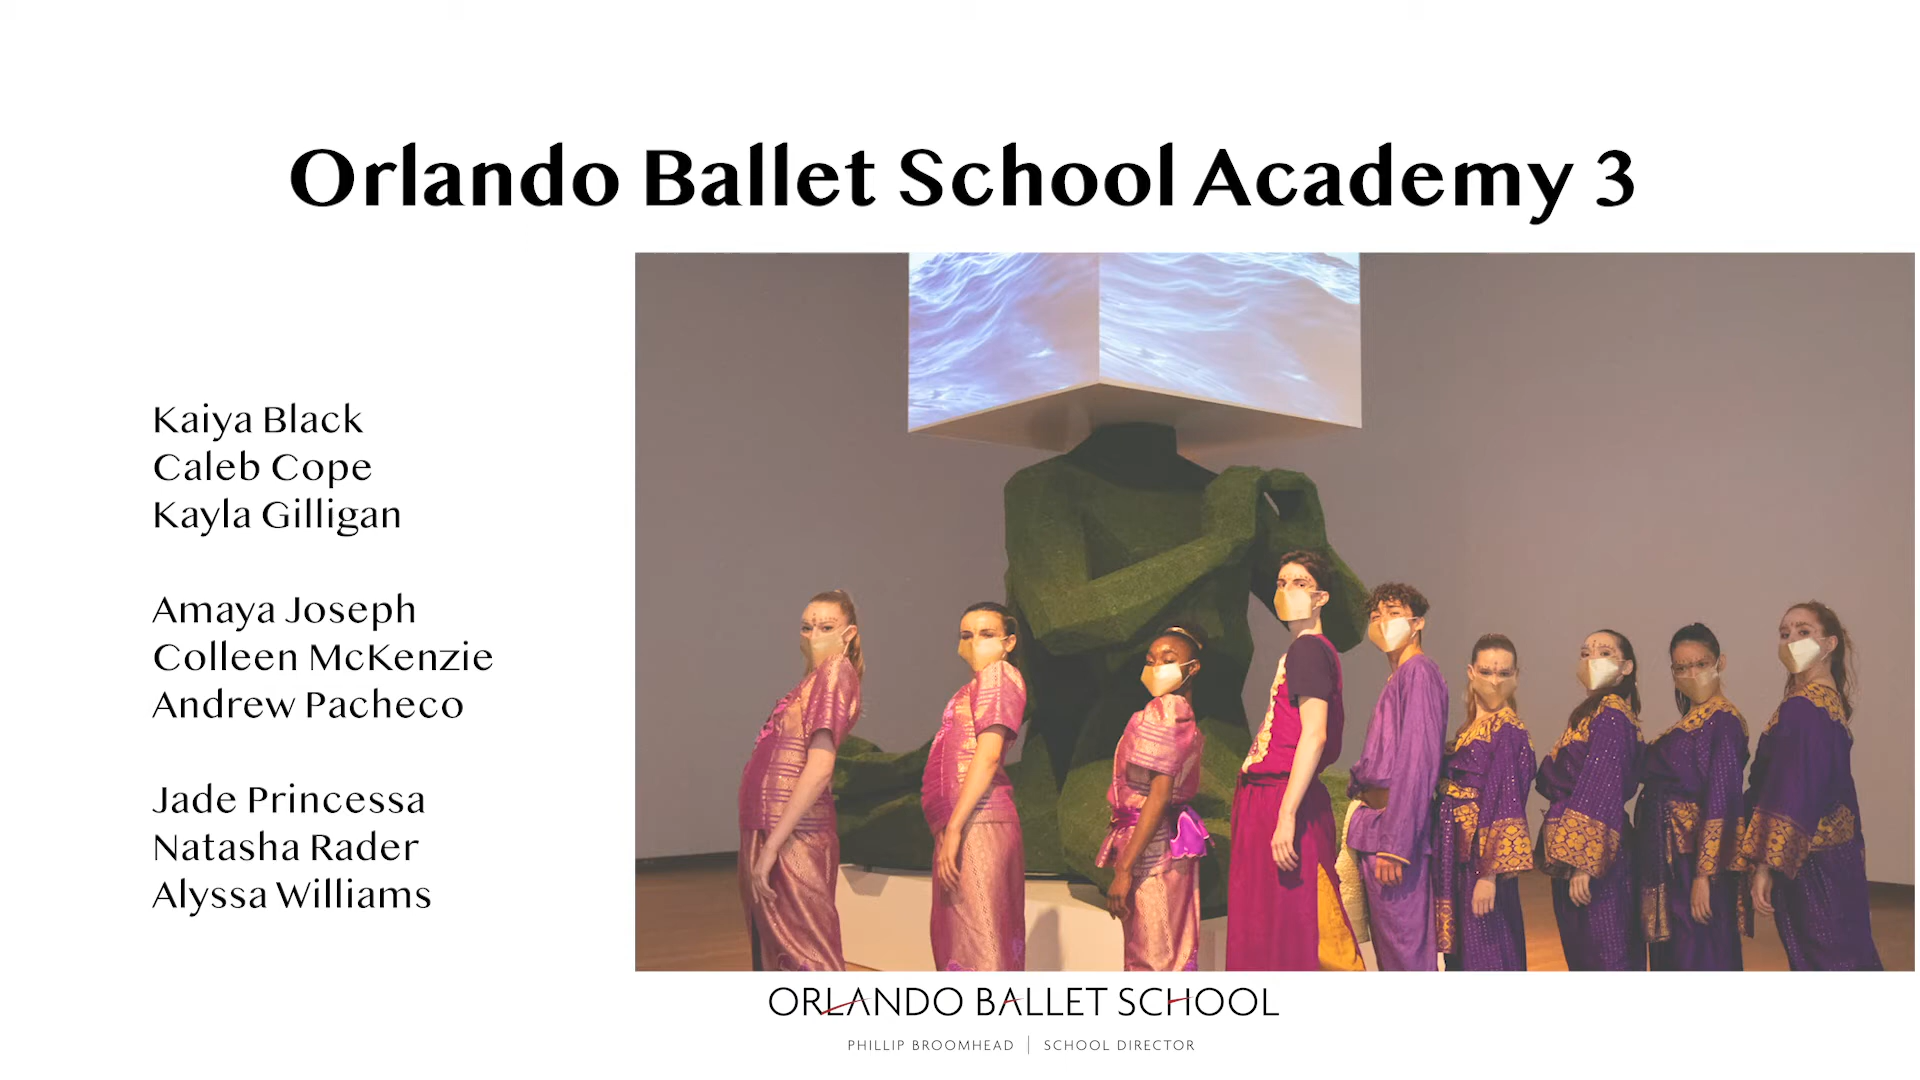 Orlando Ballet School Academy 3
Kaiya Black
Caleb Cope
Kayla Gilligan
Amaya Joseph
Colleen McKenzie
Andrew Pacheco
Jade Princessa
Natasha Rader
Alyssa Williams
ORLANDO BALLET SCHOOL
PHILLIP BROOMHEAD | SCHOOL DIRECTOR